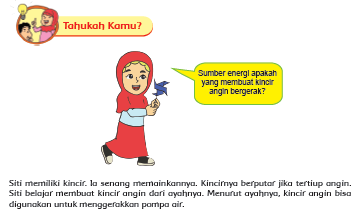 Tahukah Kamu?
Sumber energi apakah
yang membuat kincir
angin bergerak?
Siti memiliki kincir. Ia senang memainkannya. Kincirnya berputar jika tertiup angin.
Siti belajar membuat kincir angin dari ayahnya. Menurut ayahnya, kincir angin bisa
digunakan untuk menggerakkan pompa air.